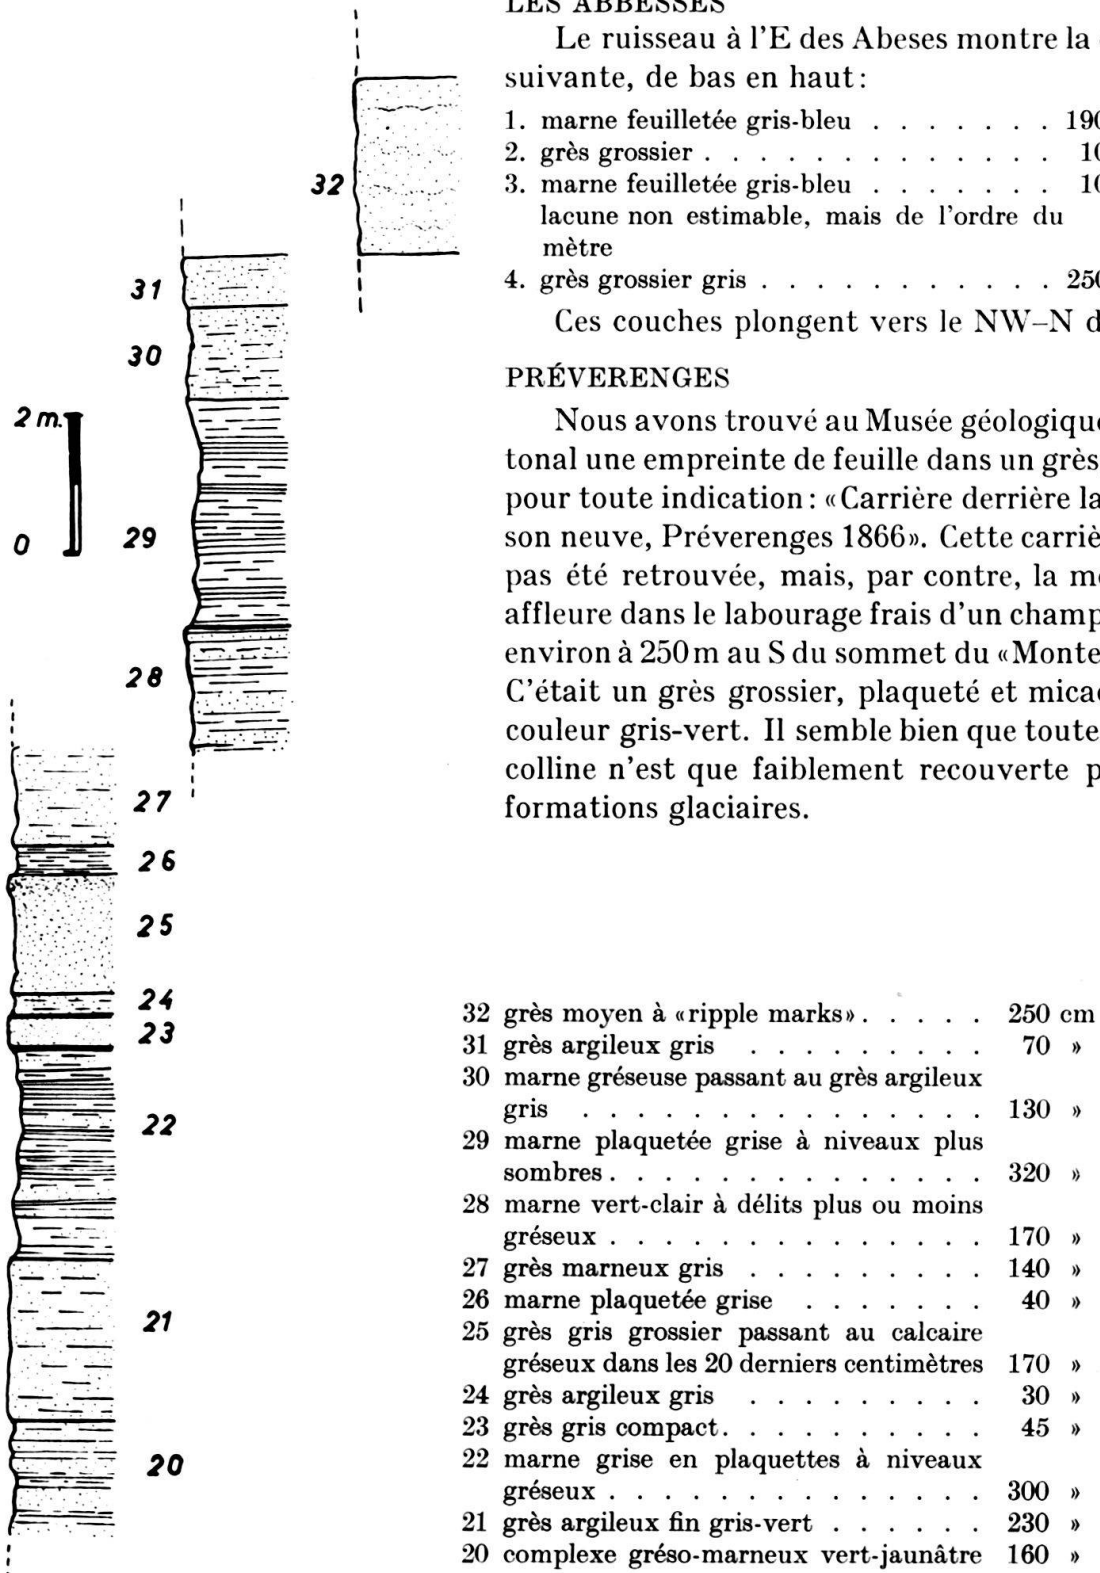 LES ABBESSES
Le ruisseau à l'E des Abeses montre la
suivante, de bas en haut:
1. marne feuilletée gris-bleu . . . . . . . 190
2. grès grossier . . . . . . . . . . . . 10
3. marne feuilletée gris-bleu . . . . . . . 10
lacune non estimable, mais de l'ordre du
mètre
4. grès grossier gris . . . . . . . . . . . 250
Ces couches plongent vers le NW–N
PRÉVERENGES
Nous avons trouvé au Musée géologique
tonal une empreinte de feuille dans un grès
pour toute indication: «Carrière derrière la
son neuve, Préverenges 1866». Cette
pas été retrouvée, mais, par contre, la
affleure dans le labourage frais d'un champ
environ à 250 m au S du sommet du
C'était un grès grossier, plaqueté et
couleur gris-vert. Il semble bien que toute
colline n'est que faiblement recouverte
formations glaciaires.
32
31
30
2 m.
0
29
28
27
26
25
24
23
22
21
20
32 grès moyen à «ripple marks» . . . . . 250 cm
31 grès argileux gris . . . . . . . . . . 70 »
30 marne gréseuse passant au grès argileux
gris . . . . . . . . . . . . . . . 130 »
29 marne plaquetée grise à niveaux plus
sombres . . . . . . . . . . . . . . 320 »
28 marne vert-clair à délits plus ou moins
gréseux . . . . . . . . . . . . . . 170 »
27 grès marneux gris . . . . . . . . . 140 »
26 marne plaquetée grise . . . . . . . 40 »
25 grès gris grossier passant au calcaire
gréseux dans les 20 derniers centimètres 170 »
24 grès argileux gris . . . . . . . . . 30 »
23 grès gris compact . . . . . . . . . . 45 »
22 marne grise en plaquettes à niveaux
gréseux . . . . . . . . . . . . . . 300 »
21 grès argileux fin gris-vert . . . . . . 230 »
20 complexe gréso-marneux vert-jaunâtre 160 »